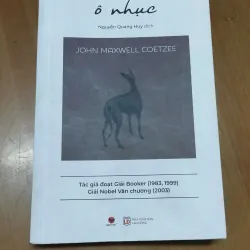 ô nhục
Nguyễn Quang Huy dịch
JOHN MAXWELL COETZEE
Tác giả đoạt Giải Booker (1983, 1999)
Giải Nobel Văn chương (2003)